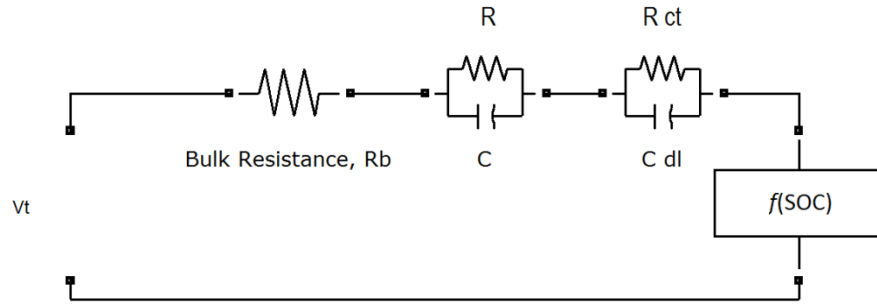 R
R ct
Bulk Resistance, Rb
C
C dl
Vt
f(SOC)